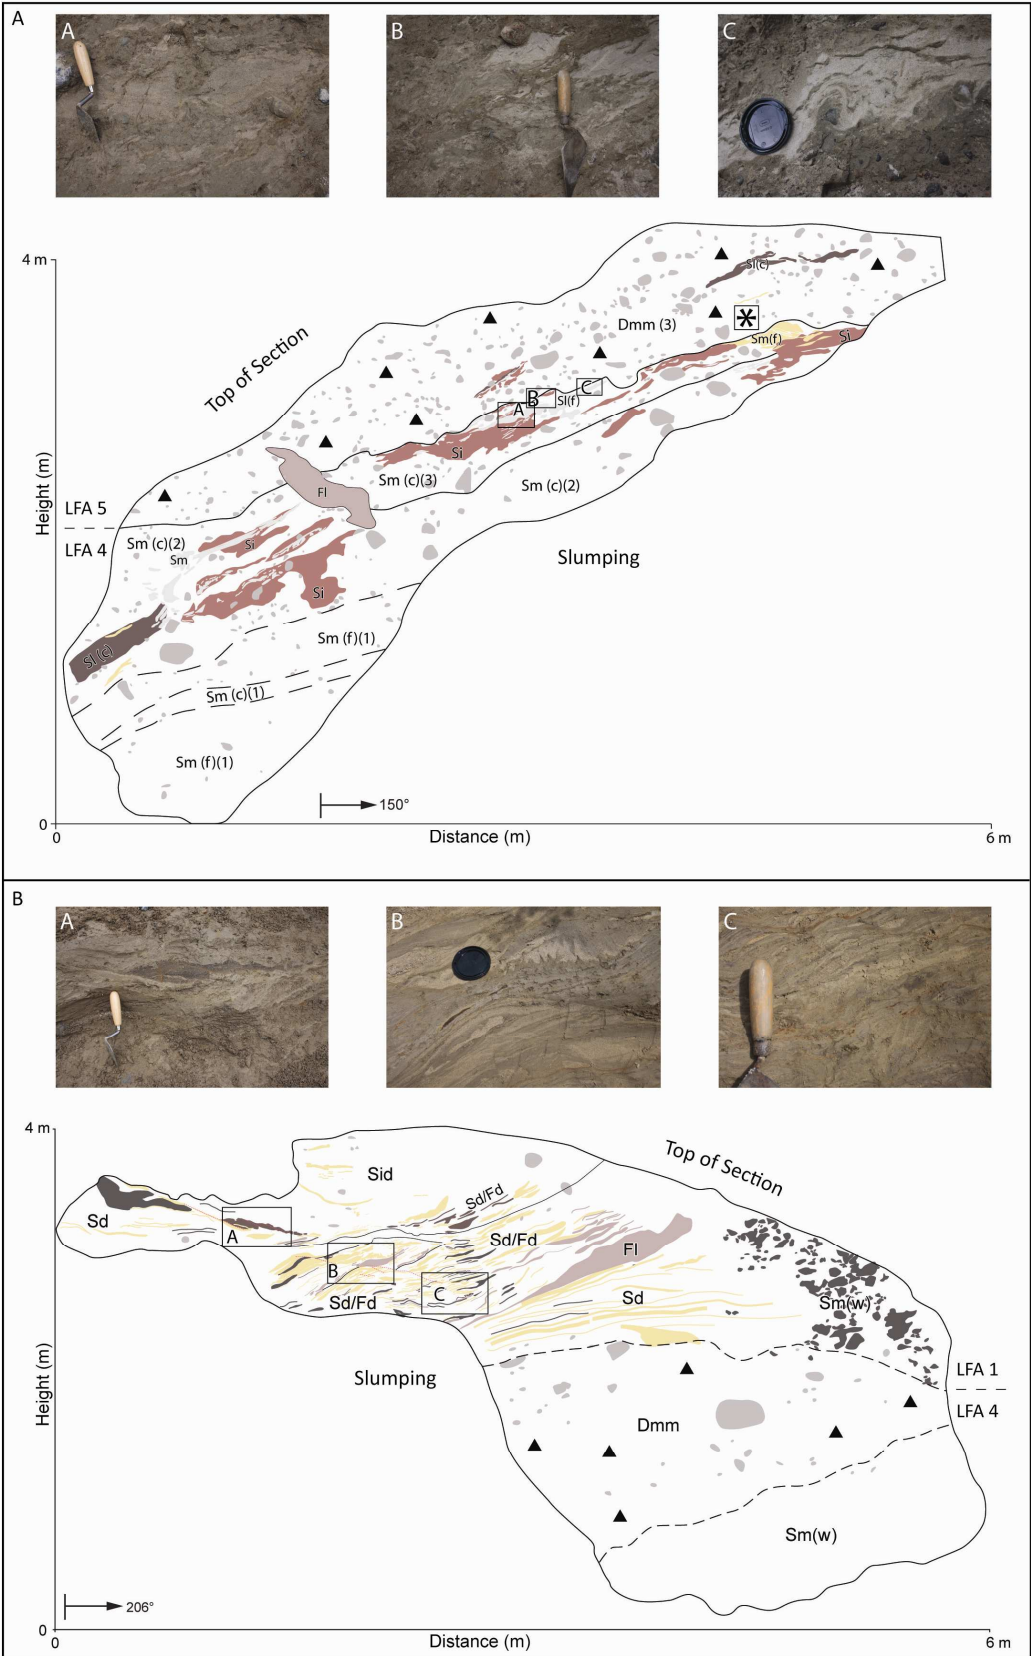 A
A
B
C
4 m
Top of Section
Sl(c)
Dmm (3)
*
Sm(f)
Si
B
C
A
Sl(f)
Si
Sm (c)(3)
Sm (c)(2)
Fl
LFA 5
LFA 4
Sm (c)(2)
Sm
Si
Slumping
Si
Sm (f)(1)
Sl (c)
Sm (c)(1)
Sm (f)(1)
150°
Height (m)
0
0
Distance (m)
6 m
B
A
B
C
4 m
Top of Section
Sid
Sd/Fd
Sd
A
Sd/Fd
Fl
B
C
Sd/Fd
Sd
Sm(w)
Slumping
LFA 1
LFA 4
Dmm
Sm(w)
206°
Height (m)
0
0
Distance (m)
6 m